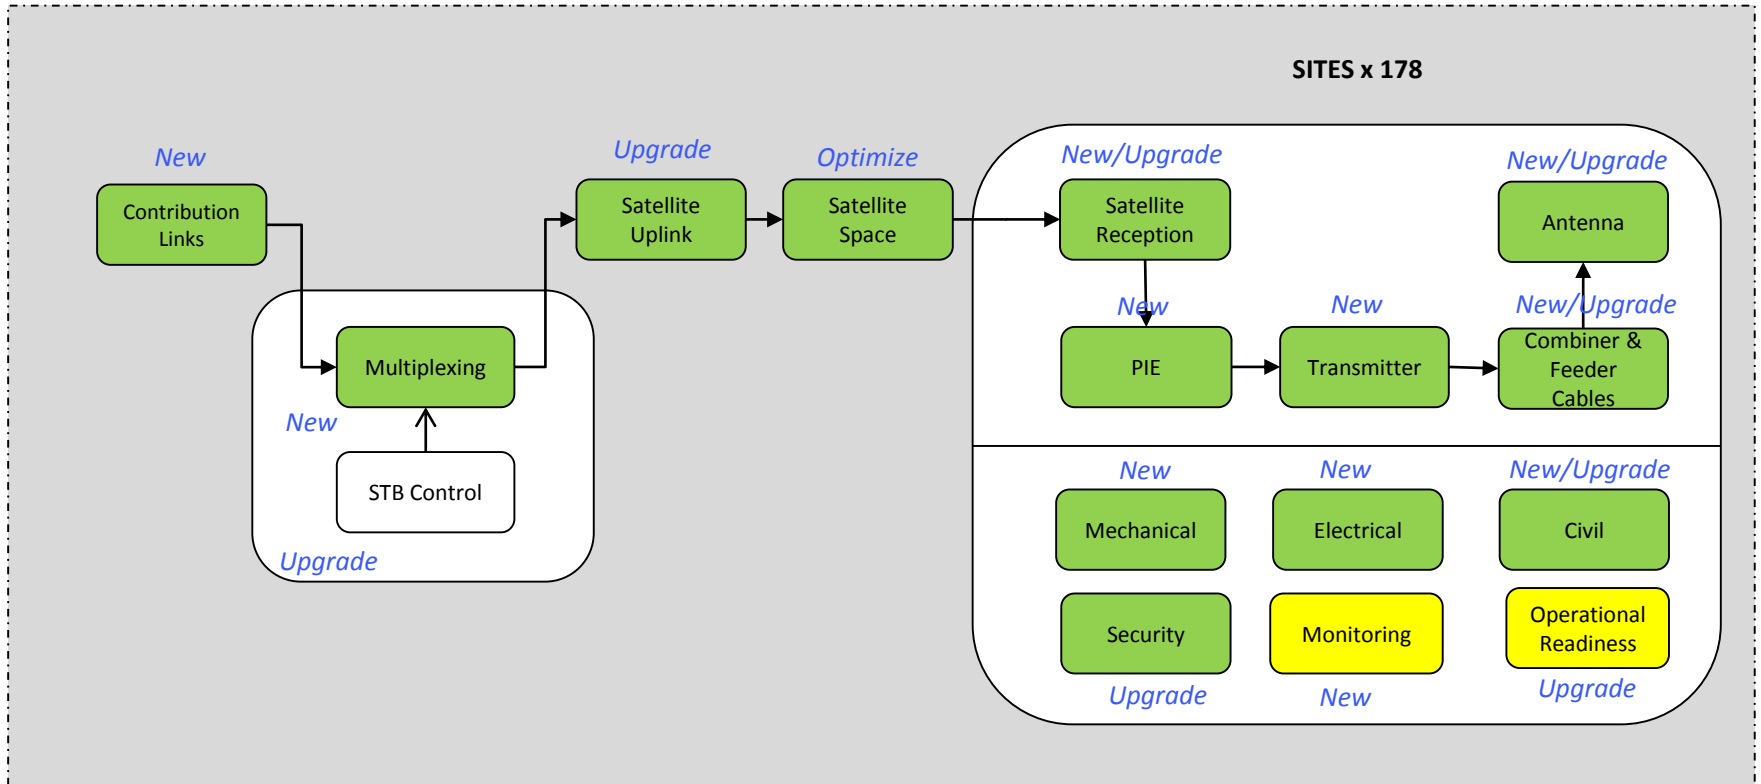 SITES x 178
New
Contribution
Links
Upgrade
Satellite
Uplink
Optimize
Satellite
Space
New/Upgrade
Satellite
Reception
New/Upgrade
Antenna
Multiplexing
New
STB Control
Upgrade
New
PIE
New
Transmitter
New/Upgrade
Combiner &
Feeder
Cables
New
Mechanical
New
Electrical
New/Upgrade
Civil
Security
Upgrade
Monitoring
New
Operational
Readiness
Upgrade